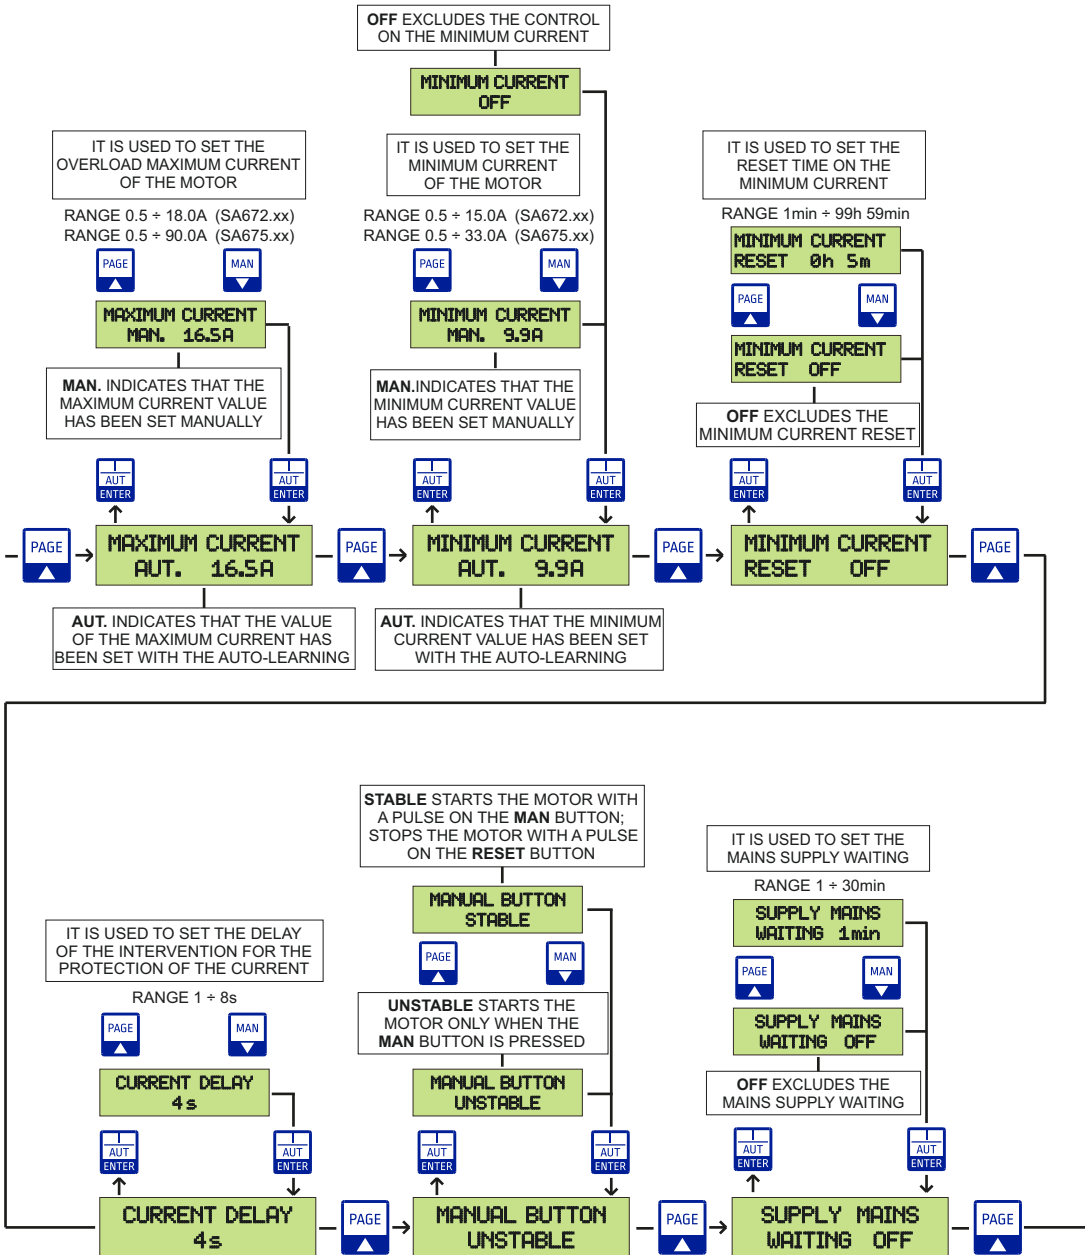 OFF EXCLUDES THE CONTROL
ON THE MINIMUM CURRENT
MINIMUM CURRENT
OFF
IT IS USED TO SET THE
OVERLOAD MAXIMUM CURRENT
OF THE MOTOR
RANGE 0.5 ÷ 18.0A (SA672.xx)
RANGE 0.5 ÷ 90.0A (SA675.xx)
PAGE
MAN
MAXIMUM CURRENT
MAN. 16.5A
MAN. INDICATES THAT THE
MAXIMUM CURRENT VALUE
HAS BEEN SET MANUALLY
AUT
ENTER
AUT
ENTER
IT IS USED TO SET THE
MINIMUM CURRENT
OF THE MOTOR
RANGE 0.5 ÷ 15.0A (SA672.xx)
RANGE 0.5 ÷ 33.0A (SA675.xx)
PAGE
MAN
MINIMUM CURRENT
MAN. 9.9A
MAN.INDICATES THAT THE
MINIMUM CURRENT VALUE
HAS BEEN SET MANUALLY
AUT
ENTER
AUT
ENTER
IT IS USED TO SET THE
RESET TIME ON THE
MINIMUM CURRENT
RANGE 1min ÷ 99h 59min
MINIMUM CURRENT
RESET 0h 5m
PAGE
MAN
MINIMUM CURRENT
RESET OFF
OFF EXCLUDES THE
MINIMUM CURRENT RESET
AUT
ENTER
AUT
ENTER
PAGE
MAXIMUM CURRENT
AUT. 16.5A
PAGE
MINIMUM CURRENT
AUT. 9.9A
PAGE
MINIMUM CURRENT
RESET OFF
PAGE
AUT. INDICATES THAT THE VALUE
OF THE MAXIMUM CURRENT HAS
BEEN SET WITH THE AUTO-LEARNING
AUT. INDICATES THAT THE MINIMUM
CURRENT VALUE HAS BEEN SET
WITH THE AUTO-LEARNING
IT IS USED TO SET THE DELAY
OF THE INTERVENTION FOR THE
PROTECTION OF THE CURRENT
RANGE 1 ÷ 8s
PAGE
MAN
CURRENT DELAY
4s
AUT
ENTER
AUT
ENTER
STABLE STARTS THE MOTOR WITH
A PULSE ON THE MAN BUTTON;
STOPS THE MOTOR WITH A PULSE
ON THE RESET BUTTON
MANUAL BUTTON
STABLE
PAGE
MAN
UNSTABLE STARTS THE
MOTOR ONLY WHEN THE
MAN BUTTON IS PRESSED
MANUAL BUTTON
UNSTABLE
AUT
ENTER
AUT
ENTER
IT IS USED TO SET THE
MAINS SUPPLY WAITING
RANGE 1 ÷ 30min
SUPPLY MAINS
WAITING 1min
PAGE
MAN
SUPPLY MAINS
WAITING OFF
OFF EXCLUDES THE
MAINS SUPPLY WAITING
AUT
ENTER
AUT
ENTER
CURRENT DELAY
4s
PAGE
MANUAL BUTTON
UNSTABLE
PAGE
SUPPLY MAINS
WAITING OFF
PAGE